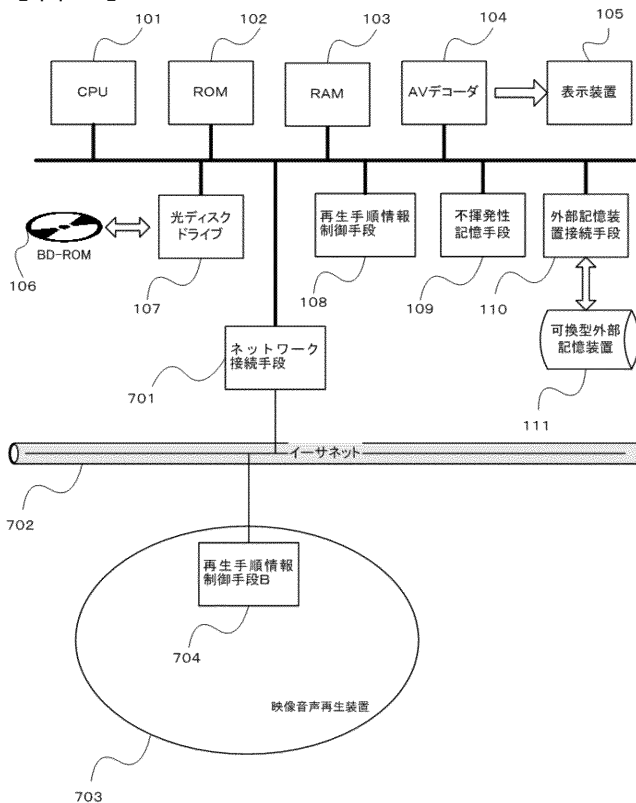 101
102
103
104
105
CPU
ROM
RAM
AVデコーダ
表示装置
光ディスク
ドライブ
再生手順情報
制御手段
不揮発性
記憶手段
外部記憶装
置接続手段
BD-ROM
106
107
108
109
110
ネットワーク
接続手段
可換型外部
記憶装置
701
111
イーサネット
702
再生手順情報
制御手段B
704
映像音声再生装置
703